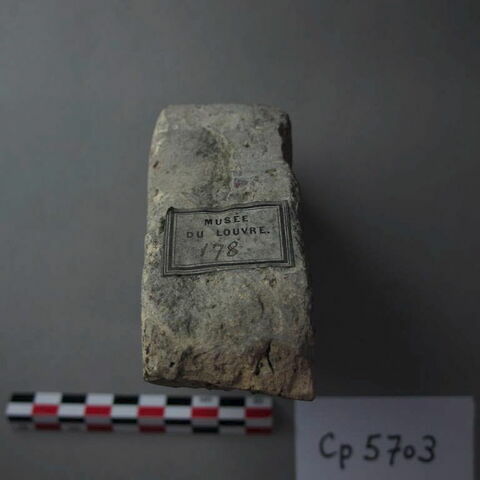 MUSÉE
DU LOUVRE.
178
Cp 5703